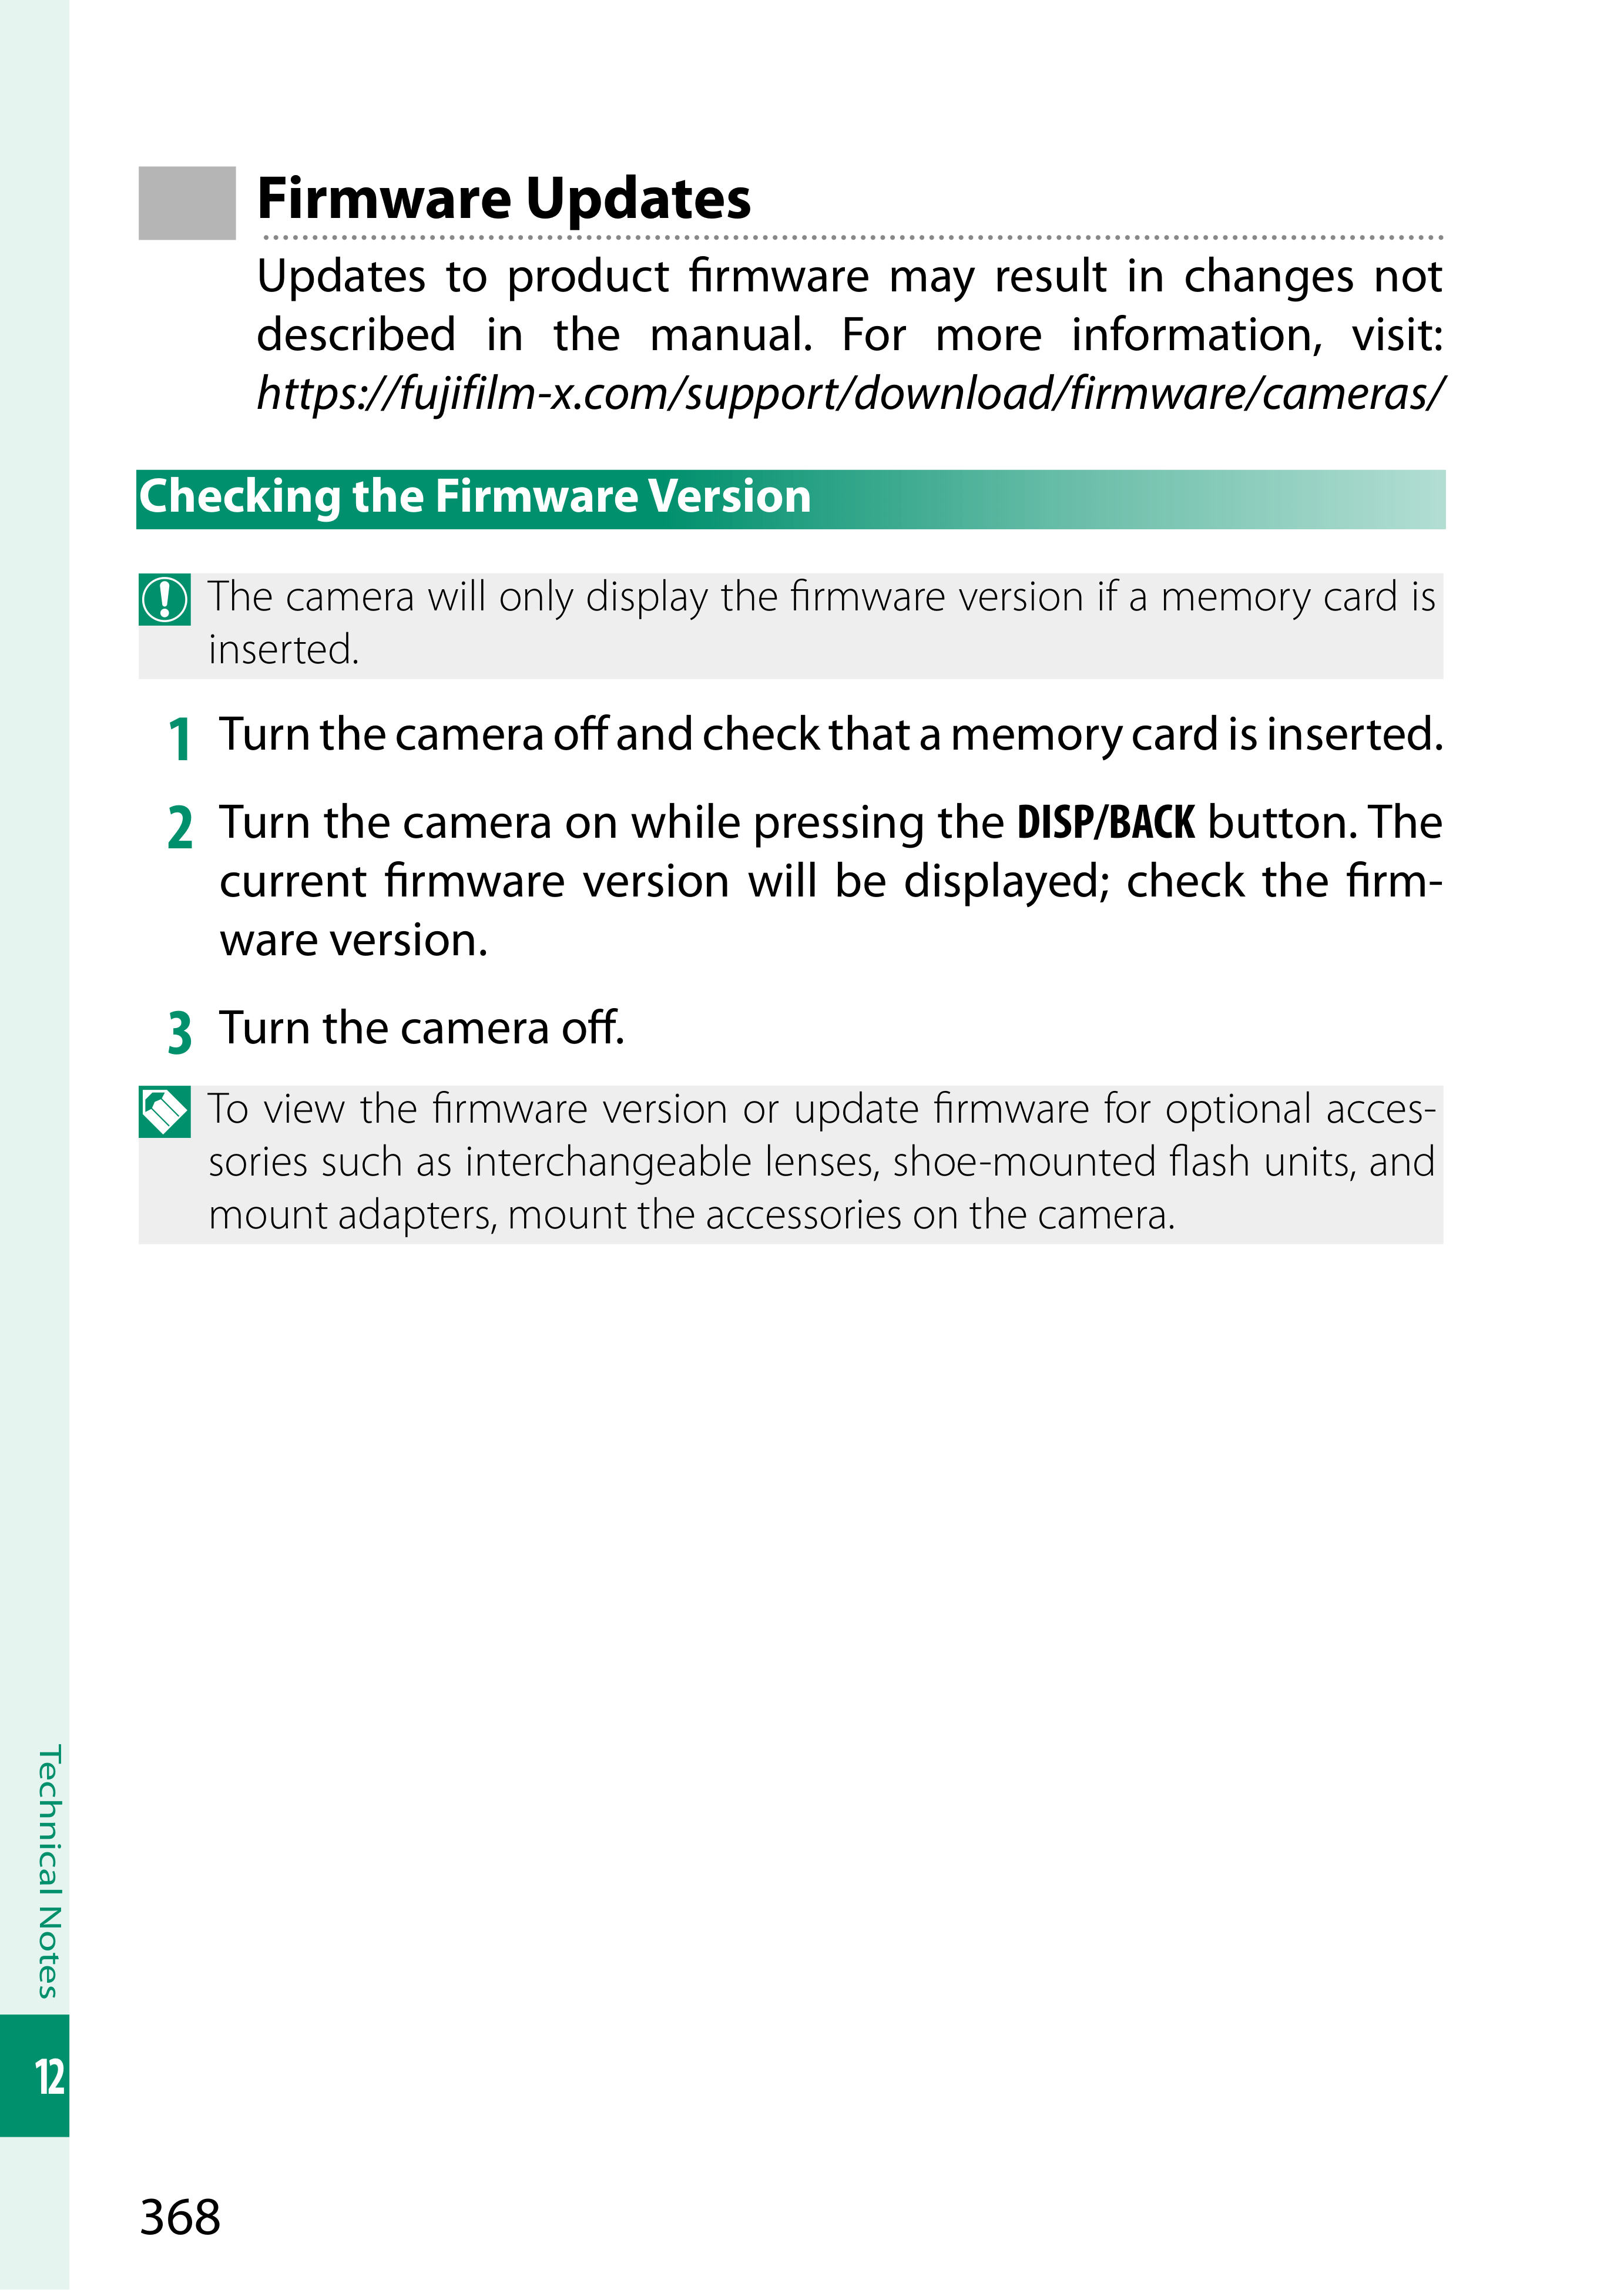 Firmware Updates
Updates to product firmware may result in changes not
described in the manual. For more information, visit:
https://fujifilm-x.com/support/download/firmware/cameras/
Checking the Firmware Version
The camera will only display the firmware version if a memory card is
inserted.
1 Turn the camera off and check that a memory card is inserted.
2 Turn the camera on while pressing the DISP/BACK button. The
current firmware version will be displayed; check the firm-
ware version.
3 Turn the camera off.
To view the firmware version or update firmware for optional acces-
sories such as interchangeable lenses, shoe-mounted flash units, and
mount adapters, mount the accessories on the camera.
Technical Notes
12
368